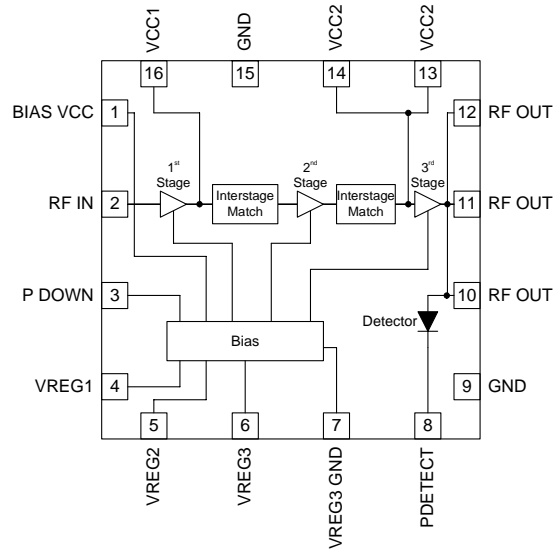 VCC1
GND
VCC2
VCC2
16
15
14
13
BIAS VCC
1
12
RF OUT
1st
Stage
2nd
Stage
3rd
Stage
RF IN
2
Interstage
Match
Interstage
Match
11
RF OUT
P DOWN
3
10
RF OUT
Detector
Bias
VREG1
4
9
GND
5
6
7
8
VREG2
VREG3
VREG3 GND
PDETECT